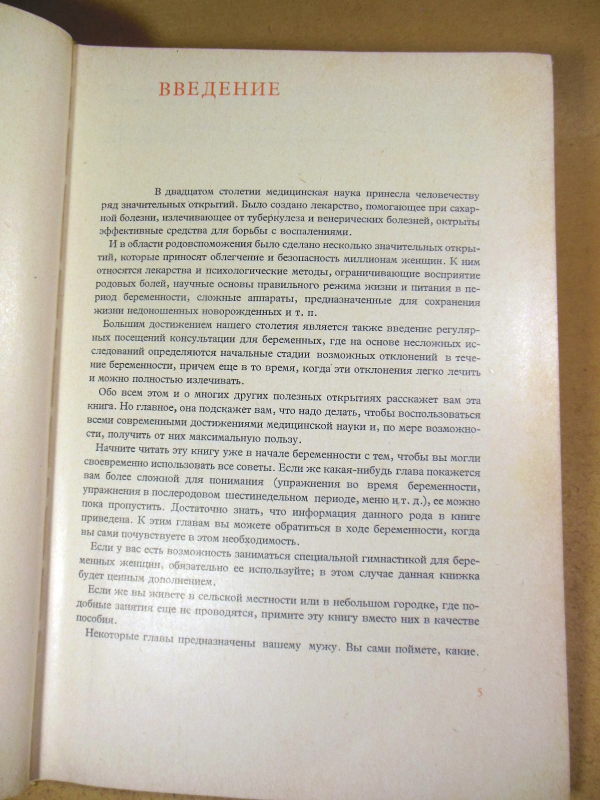 ВВЕДЕНИЕ
В двадцатом столетии медицинская наука принесла человечеству
ряд значительных открытий. Было создано лекарство, помогающее при сахар-
ной болезни, излечивающее от туберкулеза и венерических болезней, октрыты
эффективные средства для борьбы с воспалениями.
И в области родовспоможения было сделано несколько значительных откры-
тий, которые приносят облегчение и безопасность миллионам женщин. К ним
относятся лекарства и психологические методы, ограничивающие восприятие
родовых болей, научные основы правильного режима жизни и питания в пе-
риод беременности, сложные аппараты, предназначенные для сохранения
жизни недоношенных новорожденных и т. п.
Большим достижением нашего столетия является также введение регуляр-
ных посещений консультации для беременных, где на основе несложных ис-
следований определяются начальные стадии возможных отклонений в тече-
ние беременности, причем еще в то время, когда эти отклонения легко лечить
и можно полностью излечивать.
Обо всем этом и о многих других полезных открытиях расскажет вам эта
книга. Но главное, она подскажет вам, что надо делать, чтобы воспользоваться
всеми современными достижениями медицинской науки и, по мере возможно-
сти, получить от них максимальную пользу.
Начните читать эту книгу уже в начале беременности с тем, чтобы вы могли
своевременно использовать все советы. Если же какая-нибудь глава покажется
вам более сложной для понимания (упражнения во время беременности,
упражнения в послеродовом шестинедельном периоде, меню и т. д.), ее можно
пока пропустить. Достаточно знать, что информация данного рода в книге
приведена. К этим главам вы можете обратиться в ходе беременности, когда
вы сами почувствуете в этом необходимость.
Если у вас есть возможность заниматься специальной гимнастикой для бере-
менных женщин, обязательно ее используйте; в этом случае данная книжка
будет ценным дополнением.
Если же вы живете в сельской местности или в небольшом городке, где по-
добные занятия еще не проводятся, примите эту книгу вместо них в качестве
пособия.
Некоторые главы предназначены вашему мужу. Вы сами поймете, какие.
5